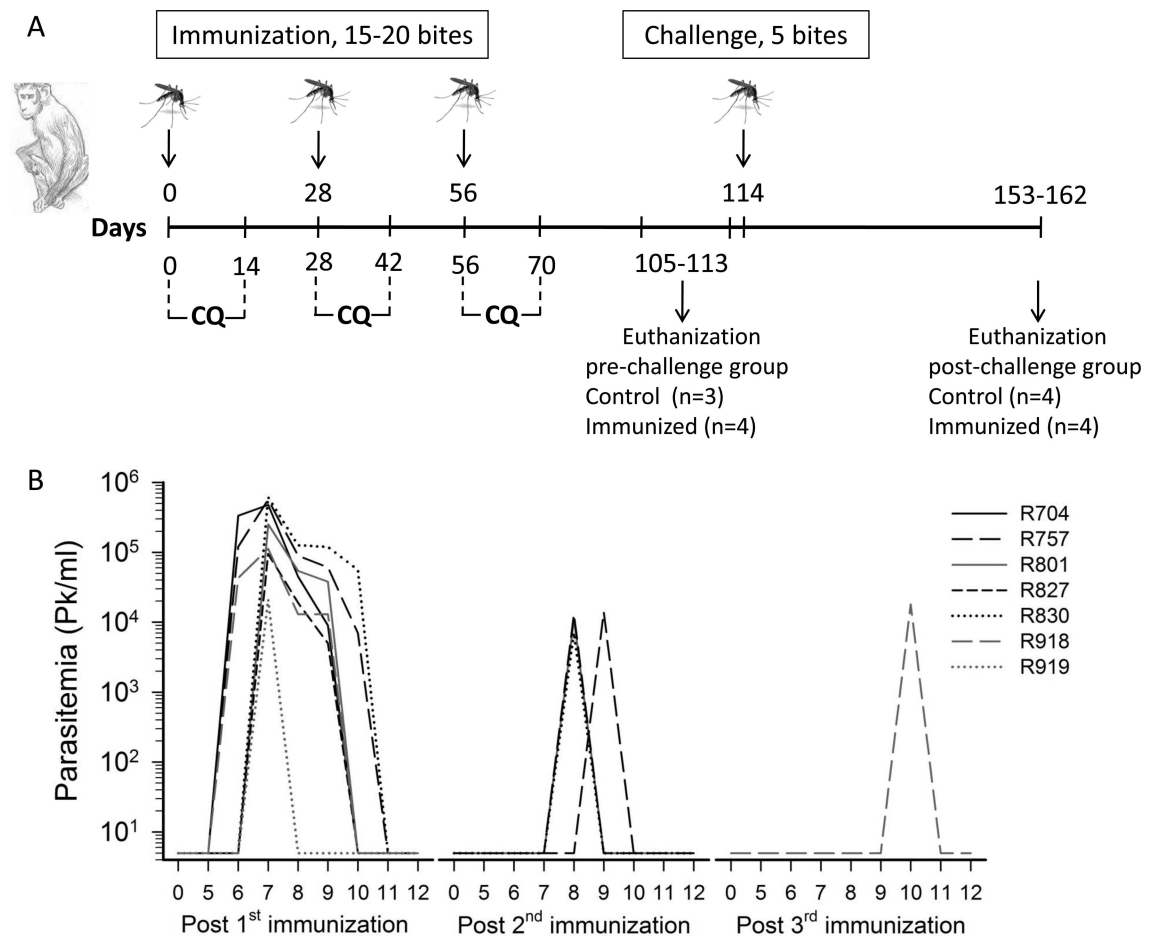 A
Immunization, 15-20 bites
Challenge, 5 bites
0 28 56 114 153-162
Days
0 14 28 42 56 70 105-113
CQ CQ CQ
Euthanization
pre-challenge group
Control (n=3)
Immunized (n=4)
Euthanization
post-challenge group
Control (n=4)
Immunized (n=4)
B
Parasitemia (Pk/ml)
10⁶
10⁵
10⁴
10³
10²
10¹
R704
R757
R801
R827
R830
R918
R919
0 5 6 7 8 9 10 11 12 0 5 6 7 8 9 10 11 12 0 5 6 7 8 9 10 11 12
Post 1ˢᵗ immunization Post 2ⁿᵈ immunization Post 3ʳᵈ immunization